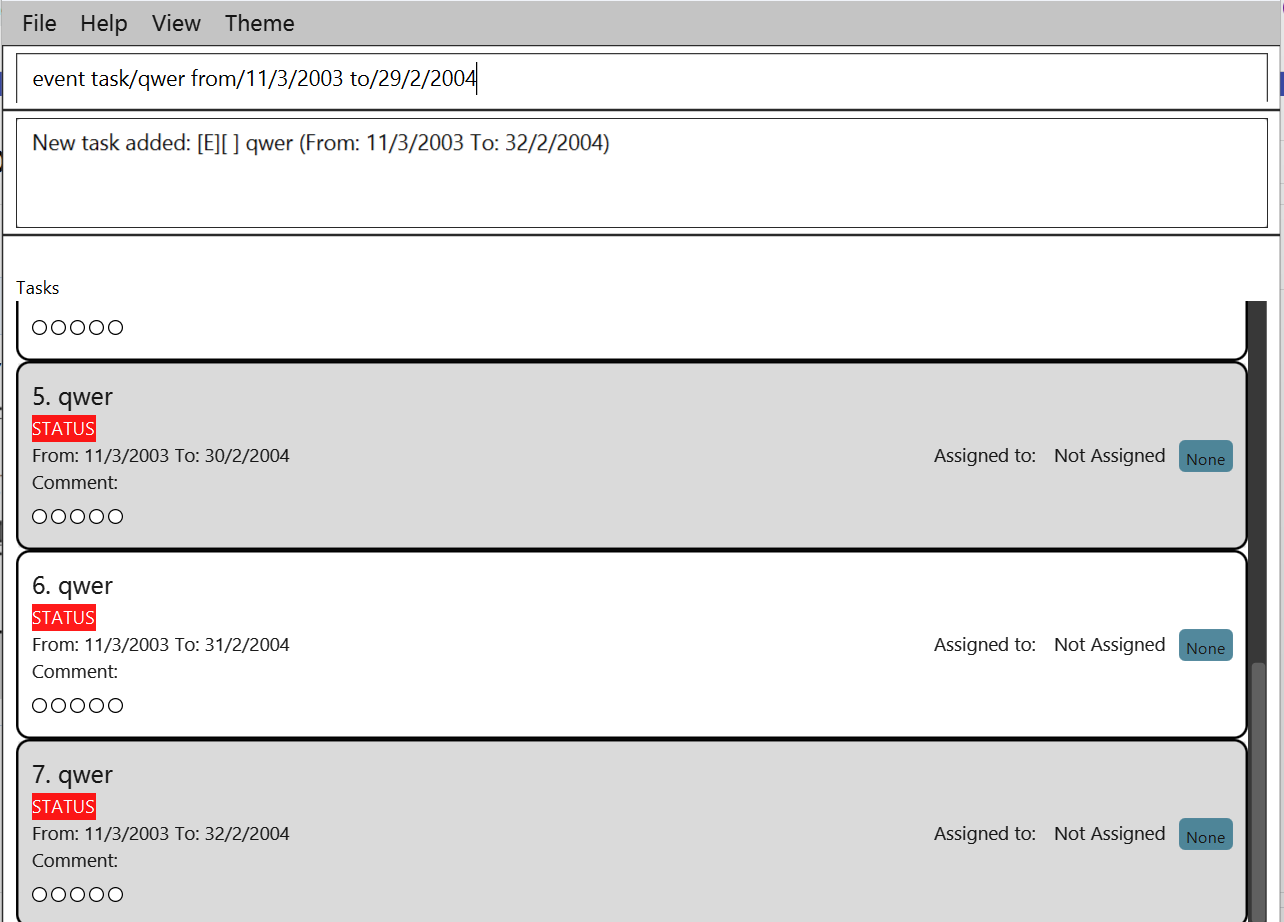 File Help View Theme
event task/qwer from/11/3/2003 to/29/2/2004
New task added: [E][ ] qwer (From: 11/3/2003 To: 32/2/2004)
Tasks
5. qwer
STATUS
From: 11/3/2003 To: 30/2/2004 Assigned to: Not Assigned None
Comment:
6. qwer
STATUS
From: 11/3/2003 To: 31/2/2004 Assigned to: Not Assigned None
Comment:
7. qwer
STATUS
From: 11/3/2003 To: 32/2/2004 Assigned to: Not Assigned None
Comment: